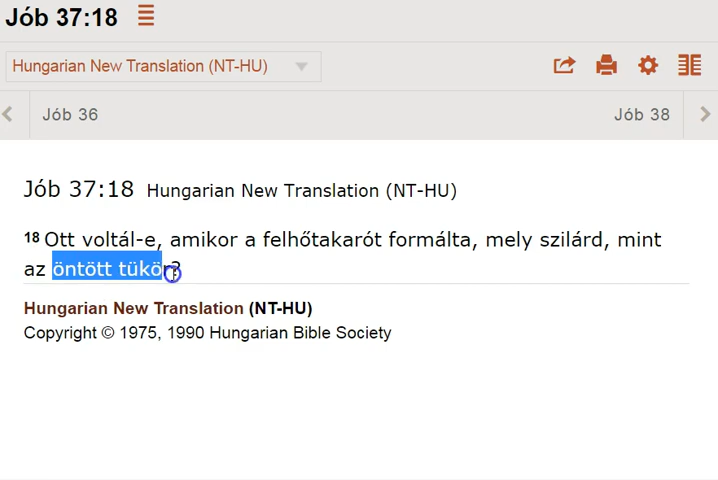 Jób 37:18
Hungarian New Translation (NT-HU)
Jób 36
Jób 38
Jób 37:18 Hungarian New Translation (NT-HU)
18 Ott voltál-e, amikor a felhőtakarót formálta, mely szilárd, mint
az öntött tükör?
Hungarian New Translation (NT-HU)
Copyright © 1975, 1990 Hungarian Bible Society